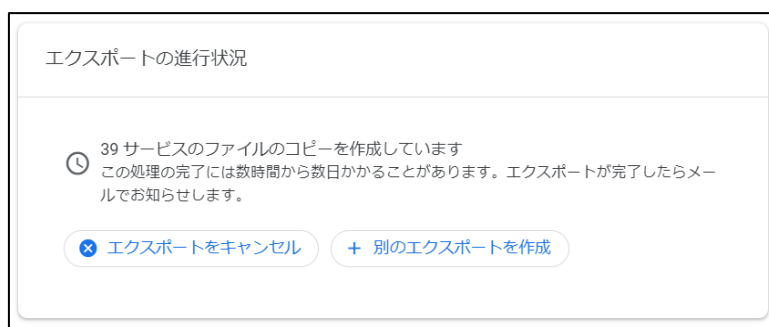 エクスポートの進行状況
39 サービスのファイルのコピーを作成しています
この処理の完了には数時間から数日かかることがあります。エクスポートが完了したらメー
ルでお知らせします。
エクスポートをキャンセル
+ 別のエクスポートを作成